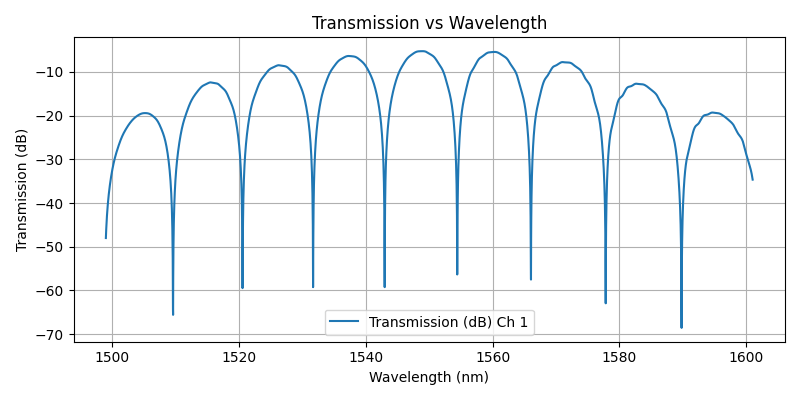 Transmission vs Wavelength
Transmission (dB)
−10
−20
−30
−40
−50
−60
−70
Transmission (dB) Ch 1
1500 1520 1540 1560 1580 1600
Wavelength (nm)